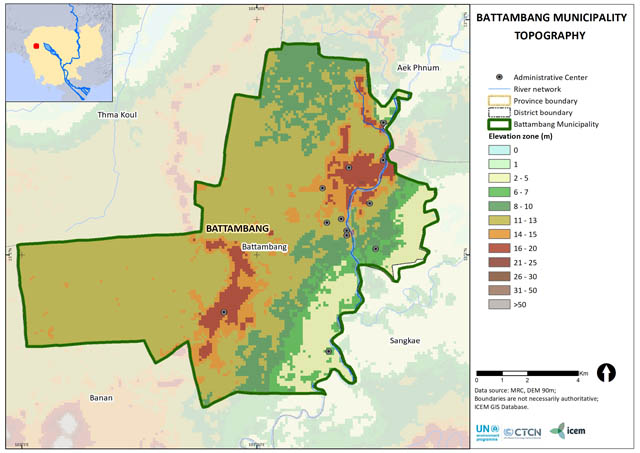 BATTAMBANG MUNICIPALITY
TOPOGRAPHY
Aek Phnum
Thma Koul
BATTAMBANG
Battambang
Sangkae
Banan
Administrative Center
River network
Province boundary
District boundary
Battambang Municipality
Elevation zone (m)
0
1
2 - 5
6 - 7
8 - 10
11 - 13
14 - 15
16 - 20
21 - 25
26 - 30
31 - 50
>50
0 1 2 4 Km
Data source: MRC, DEM 90m;
Boundaries are not necessarily authoritative;
ICEM GIS Database.
UN
environment
programme
CTCN
icem